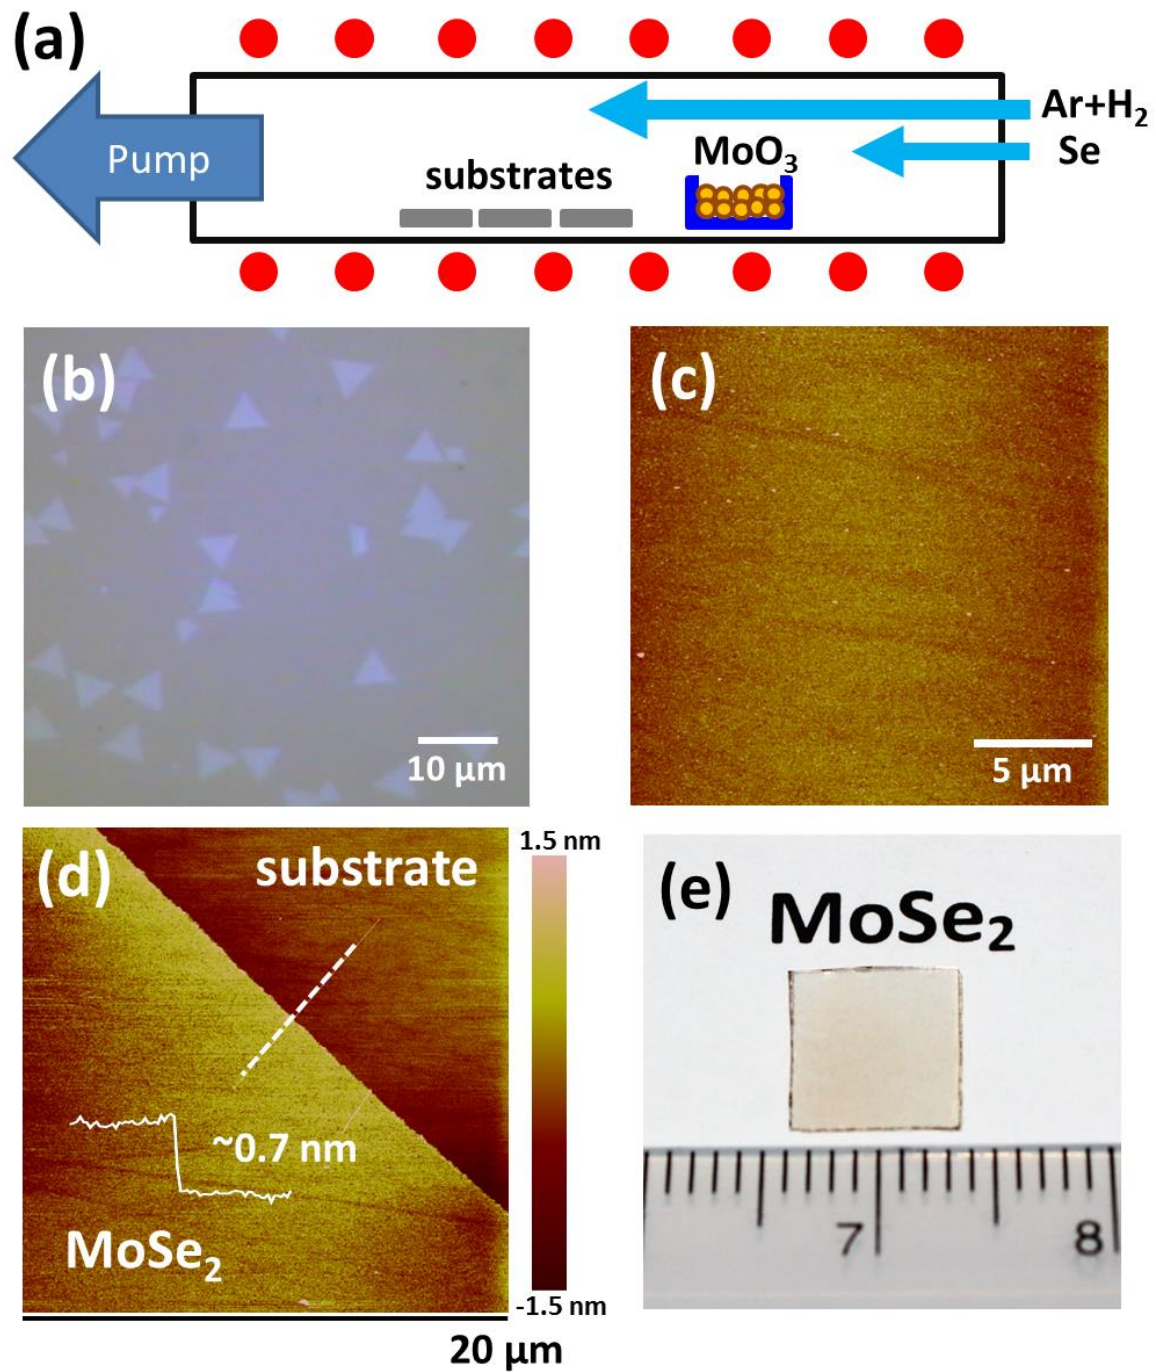 (a)
Ar+H₂
Pump
substrates
MoO₃
Se
(b)
10 μm
(c)
5 μm
(d)
substrate
~0.7 nm
MoSe₂
1.5 nm
-1.5 nm
20 μm
(e)
MoSe₂
7
8